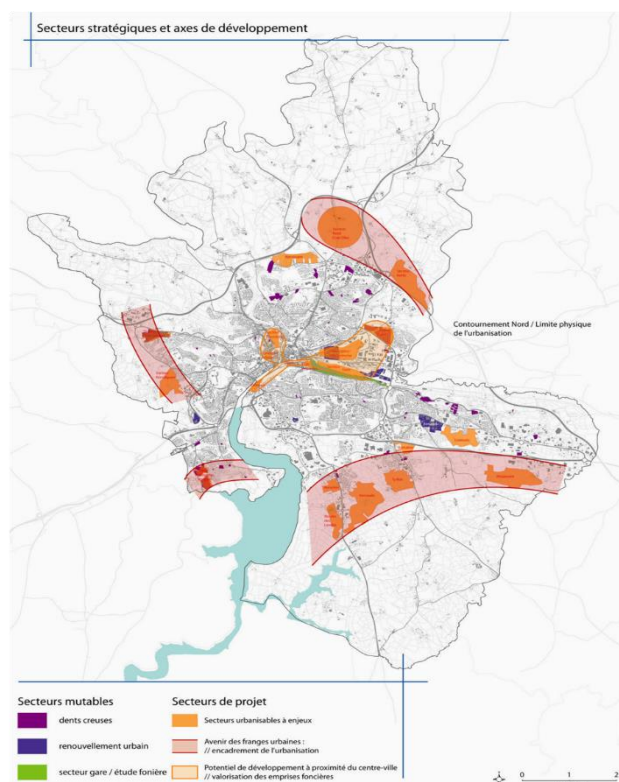 Secteurs stratégiques et axes de développement
Contournement Nord / Limite physique
de l'urbanisation
Secteurs mutables
dents creuses
renouvellement urbain
secteur gare / étude fonière
Secteurs de projet
Secteurs urbanisables à enjeux
Avenir des franges urbaines :
// encadrement de l'urbanisation
Potentiel de développement à proximité du centre-ville
// valorisation des emprises foncières
0 1 2